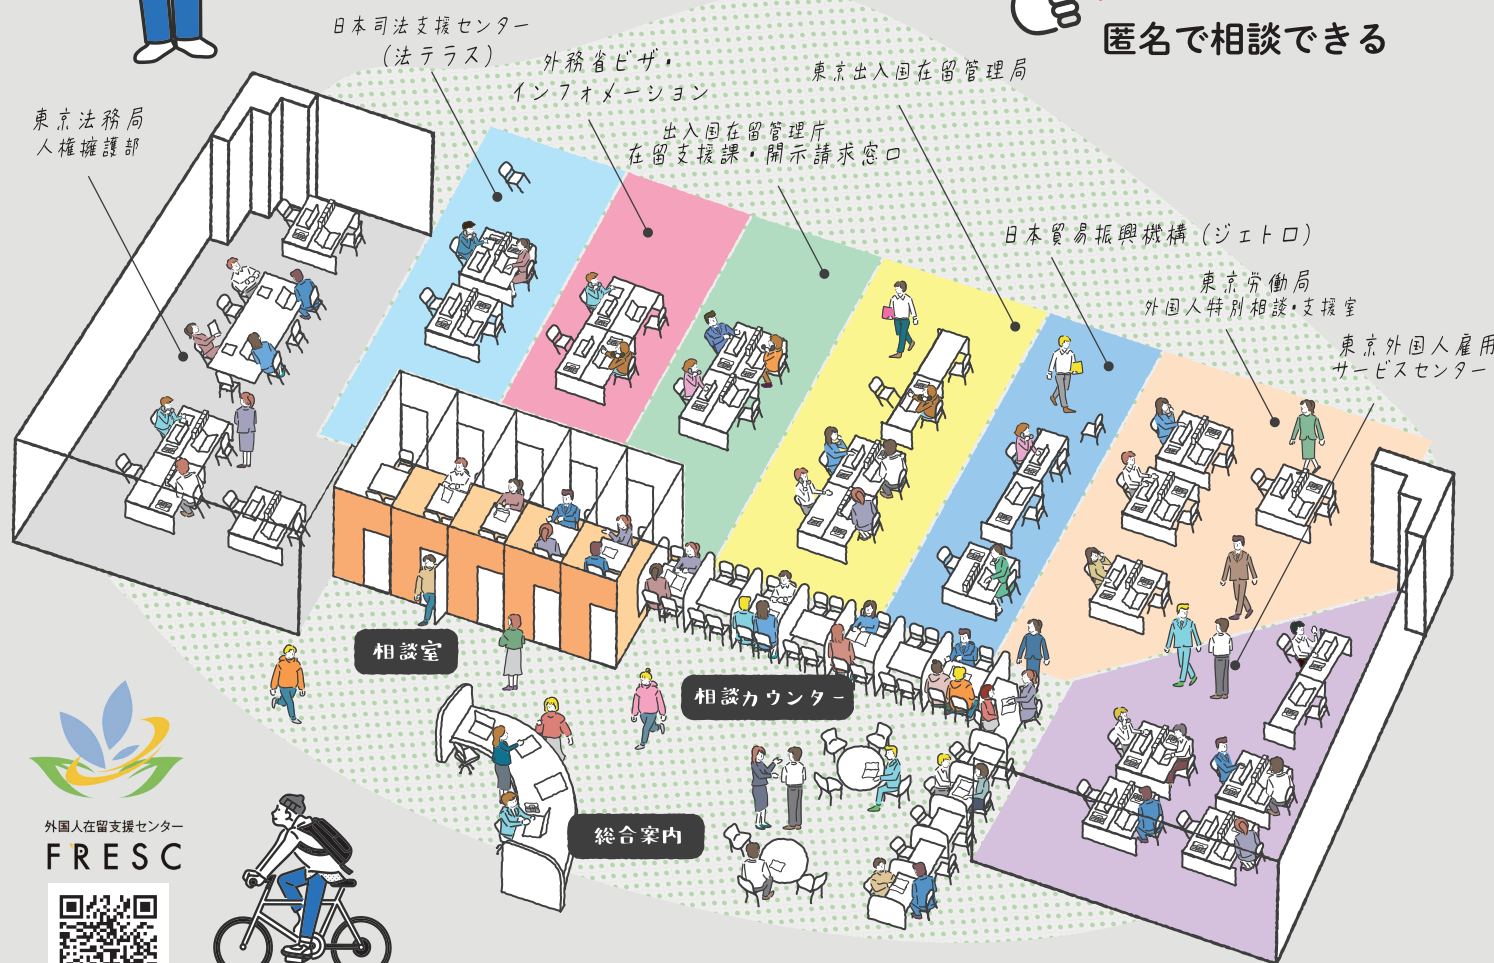 匿名で相談できる
日本司法支援センター
(法テラス)
外務省ビザ・
インフォメーション
東京出入国在留管理局
出入国在留管理庁
在留支援課・開示請求窓口
東京法務局
人権擁護部
日本貿易振興機構(ジェトロ)
東京労働局
外国人特別相談・支援室
東京外国人雇用
サービスセンター
相談室
相談カウンター
総合案内
外国人在留支援センター
FRESC